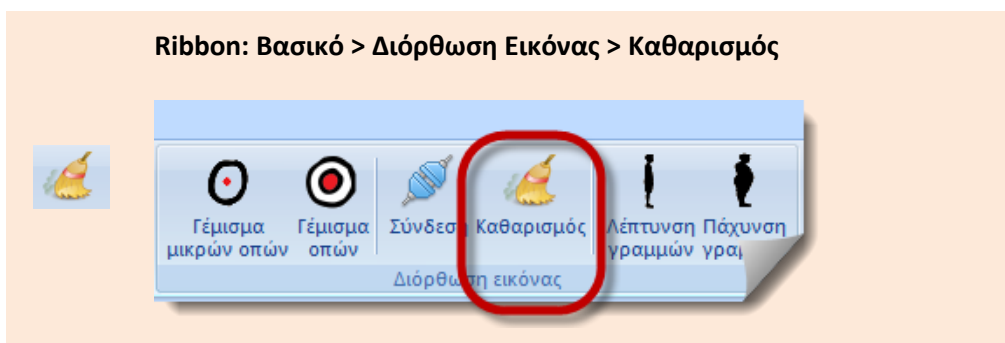 Ribbon: Βασικό > Διόρθωση Εικόνας > Καθαρισμός
Γέμισμα μικρών οπών
Γέμισμα οπών
Σύνδεση
Καθαρισμός
Λέπτυνση γραμμών
Πάχυνση
Διόρθωση εικόνας